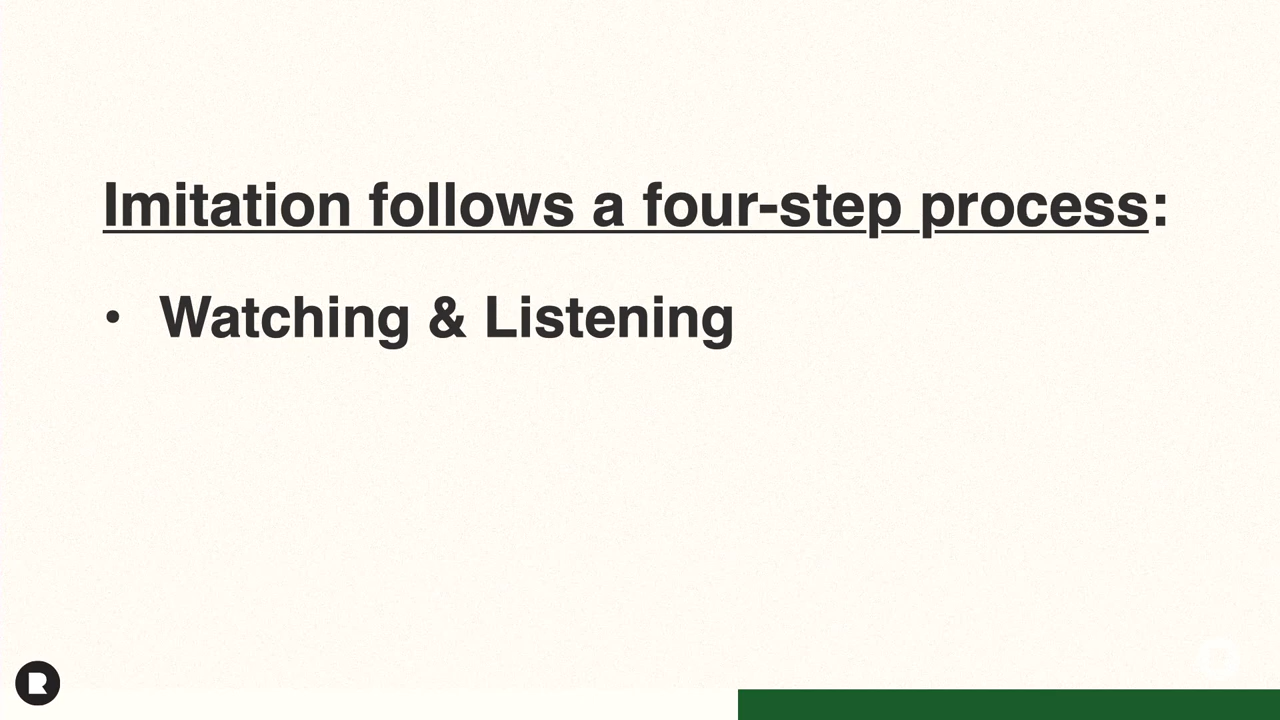 Imitation follows a four-step process:
• Watching & Listening
R